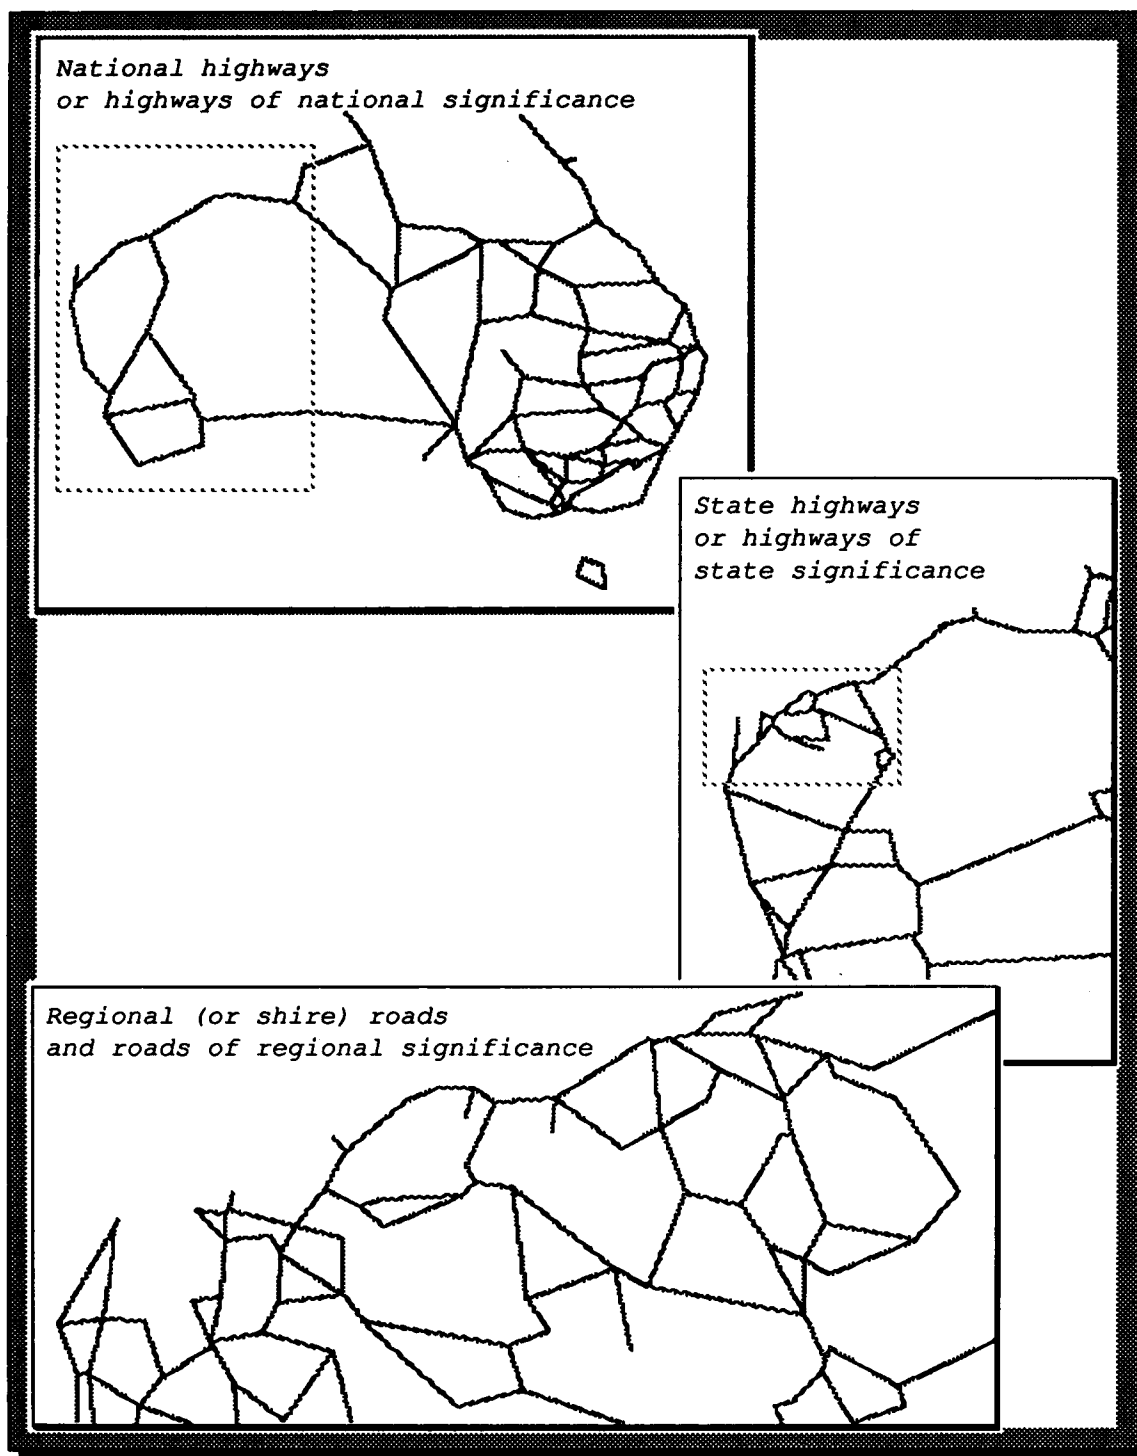 National highways
or highways of national significance
State highways
or highways of
state significance
Regional (or shire) roads
and roads of regional significance